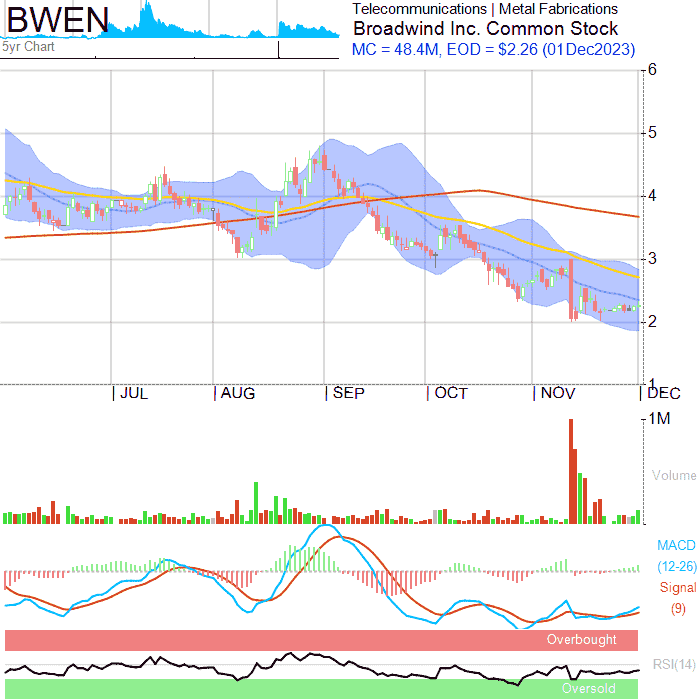 BWEN
5yr Chart
Telecommunications | Metal Fabrications
Broadwind Inc. Common Stock
MC = 48.4M, EOD = $2.26 (01Dec2023)
6
5
4
3
2
1
JUL AUG SEP OCT NOV DEC
1M
Volume
MACD
(12-26)
Signal
(9)
Overbought
RSI(14)
Oversold